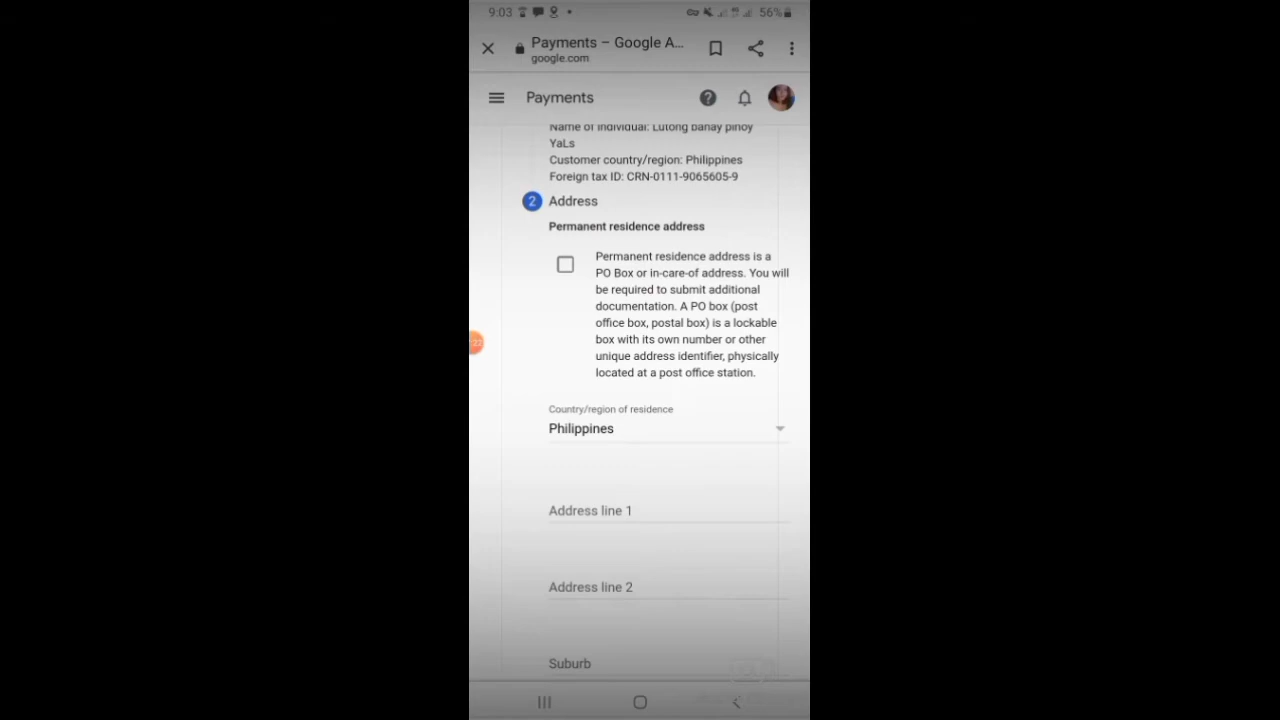 9:03
56%
Payments – Google A...
google.com
Payments
Name of individual: Lutong bahay pinoy
YaLs
Customer country/region: Philippines
Foreign tax ID: CRN-0111-9065605-9
2 Address
Permanent residence address
Permanent residence address is a
PO Box or in-care-of address. You will
be required to submit additional
documentation. A PO box (post
office box, postal box) is a lockable
box with its own number or other
unique address identifier, physically
located at a post office station.
Country/region of residence
Philippines
Address line 1
Address line 2
Suburb